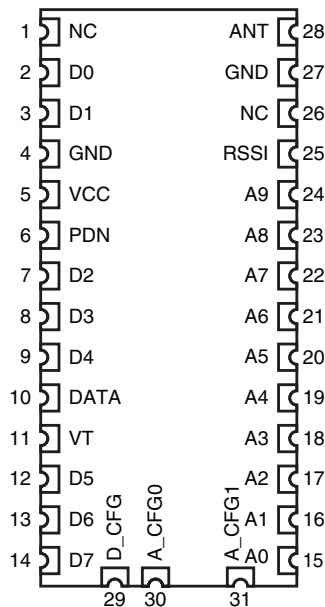 1 NC ANT 28
2 D0 GND 27
3 D1 NC 26
4 GND RSSI 25
5 VCC A9 24
6 PDN A8 23
7 D2 A7 22
8 D3 A6 21
9 D4 A5 20
10 DATA A4 19
11 VT A3 18
12 D5 A2 17
13 D6 A1 16
14 D7 A0 15
D_CFG A_CFG0 A_CFG1
29 30 31